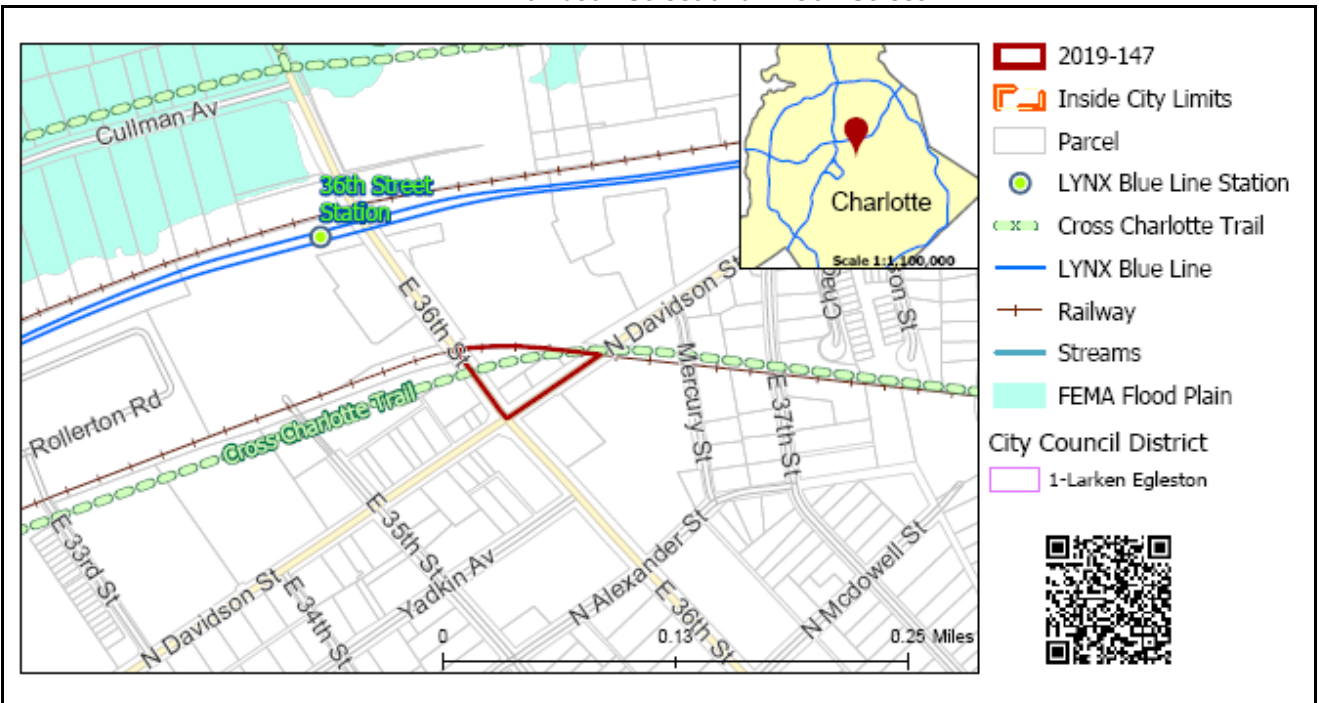 2019-147
Inside City Limits
Parcel
LYNX Blue Line Station
Cross Charlotte Trail
LYNX Blue Line
Railway
Streams
FEMA Flood Plain
City Council District
1-Larken Egleston
Charlotte
Scale 1:1,100,000
Cullman Av
36th Street
Station
E 36th St
N Davidson St
Mercury St
E 37th St
Rollerton Rd
Cross Charlotte Trail
E 33rd St
E 35th St
E 34th St
Yadkin Av
N Alexander St
N Mcdowell St
N Davidson St
E 36th St
0
0.13
0.25 Miles